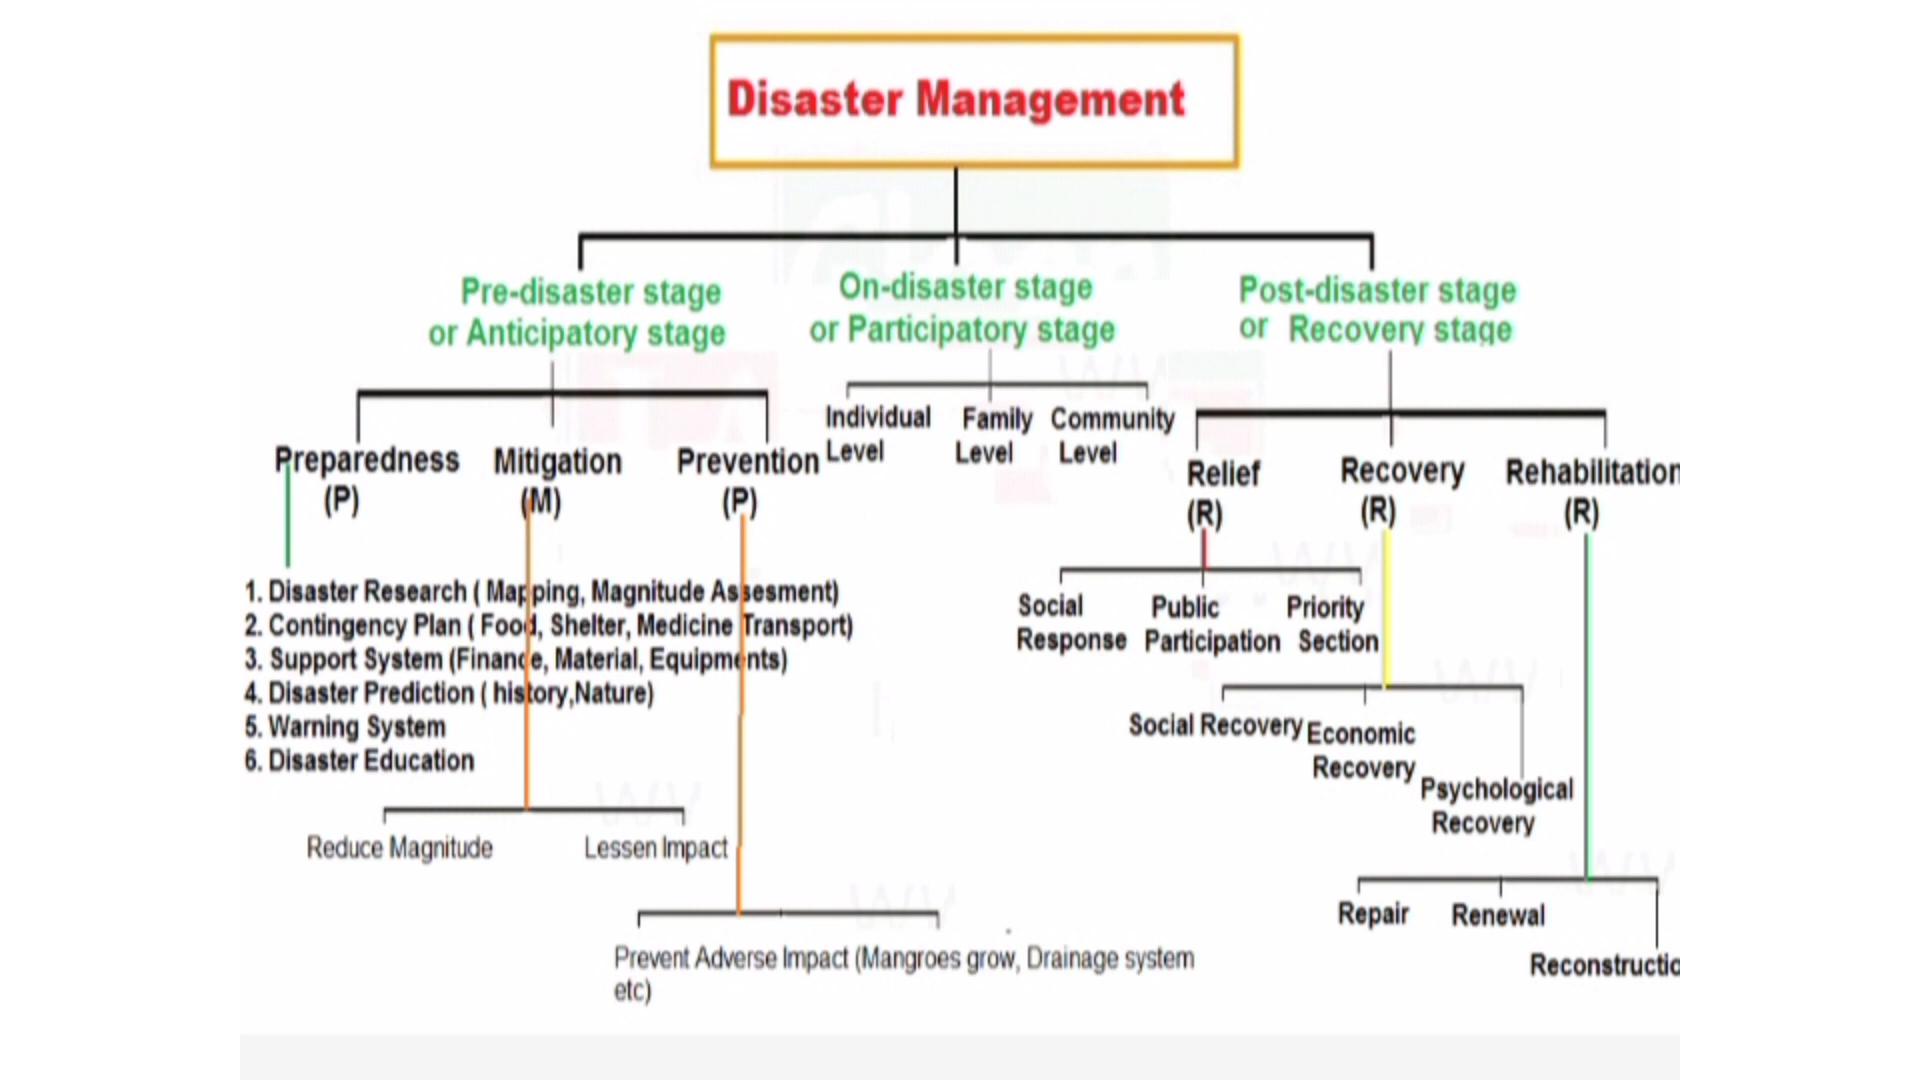 Disaster Management
Pre-disaster stage
or Anticipatory stage
On-disaster stage
or Participatory stage
Post-disaster stage
or Recovery stage
Preparedness
(P)
Mitigation
(M)
Prevention
(P)
Individual
Level
Family
Level
Community
Level
Relief
(R)
Recovery
(R)
Rehabilitation
(R)
1. Disaster Research ( Mapping, Magnitude Assesment)
2. Contingency Plan ( Food, Shelter, Medicine Transport)
3. Support System (Finance, Material, Equipments)
4. Disaster Prediction ( history,Nature)
5. Warning System
6. Disaster Education
Reduce Magnitude
Lessen Impact
Prevent Adverse Impact (Mangroes grow, Drainage system
etc)
Social
Response
Public
Participation
Priority
Section
Social Recovery
Economic
Recovery
Psychological
Recovery
Repair
Renewal
Reconstructio